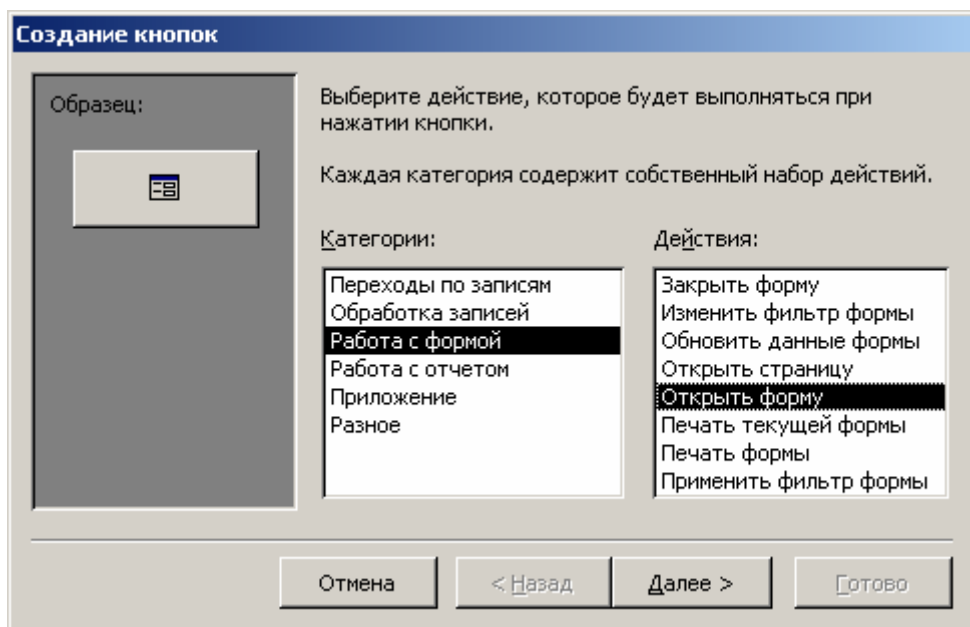 Создание кнопок
Образец:
Выберите действие, которое будет выполняться при
нажатии кнопки.
Каждая категория содержит собственный набор действий.
Категории:
Переходы по записям
Обработка записей
Работа с формой
Работа с отчетом
Приложение
Разное
Действия:
Закрыть форму
Изменить фильтр формы
Обновить данные формы
Открыть страницу
Открыть форму
Печать текущей формы
Печать формы
Применить фильтр формы
Отмена
< Назад
Далее >
Готово